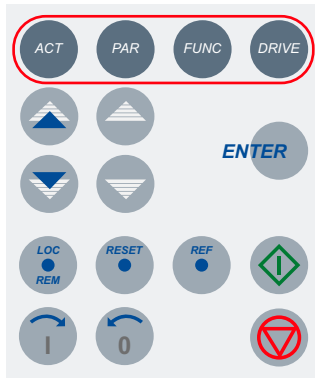 ACT PAR FUNC DRIVE
ENTER
LOC RESET REF
REM
I 0